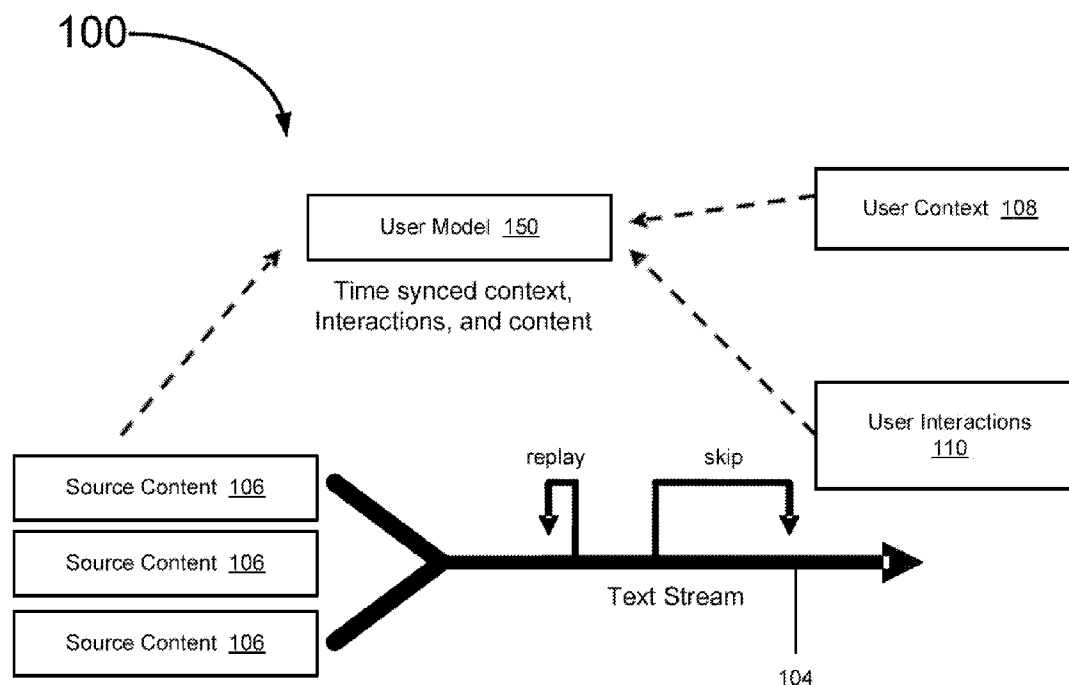 100
User Model 150
Time synced context,
Interactions, and content
User Context 108
User Interactions
110
replay
skip
Source Content 106
Source Content 106
Source Content 106
Text Stream
104